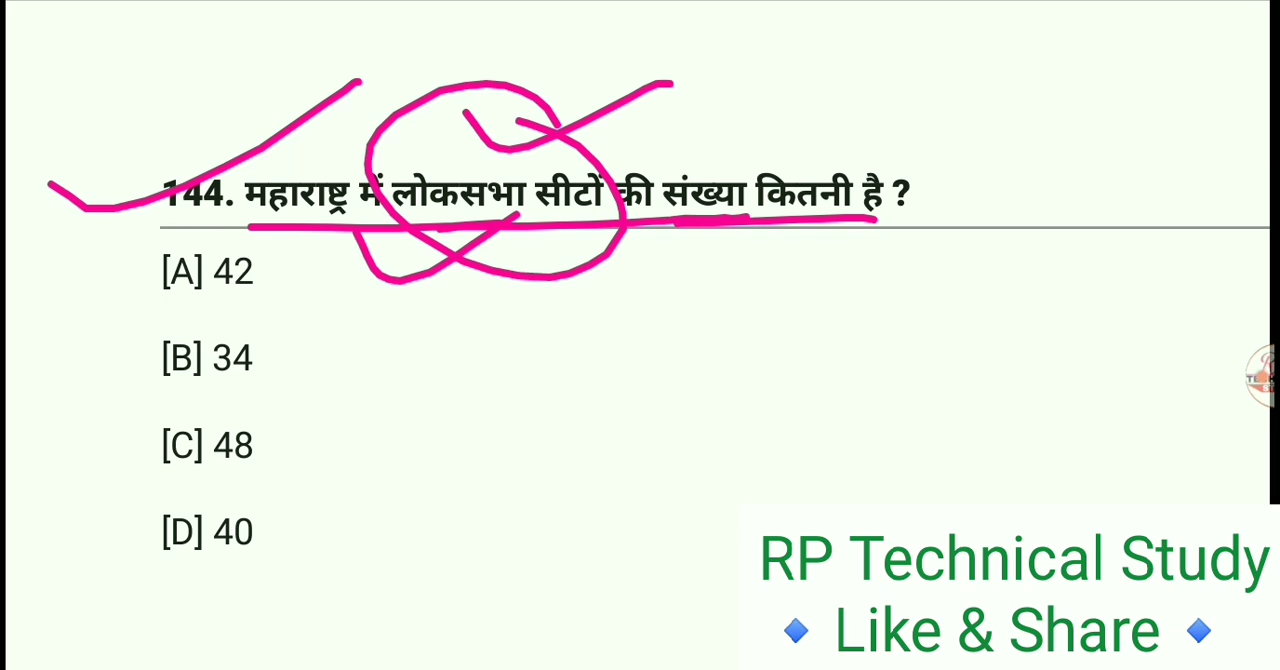 144. महाराष्ट्र में लोकसभा सीटों की संख्या कितनी है ?
[A] 42
[B] 34
[C] 48
[D] 40
RP Technical Study
🔹 Like & Share 🔹